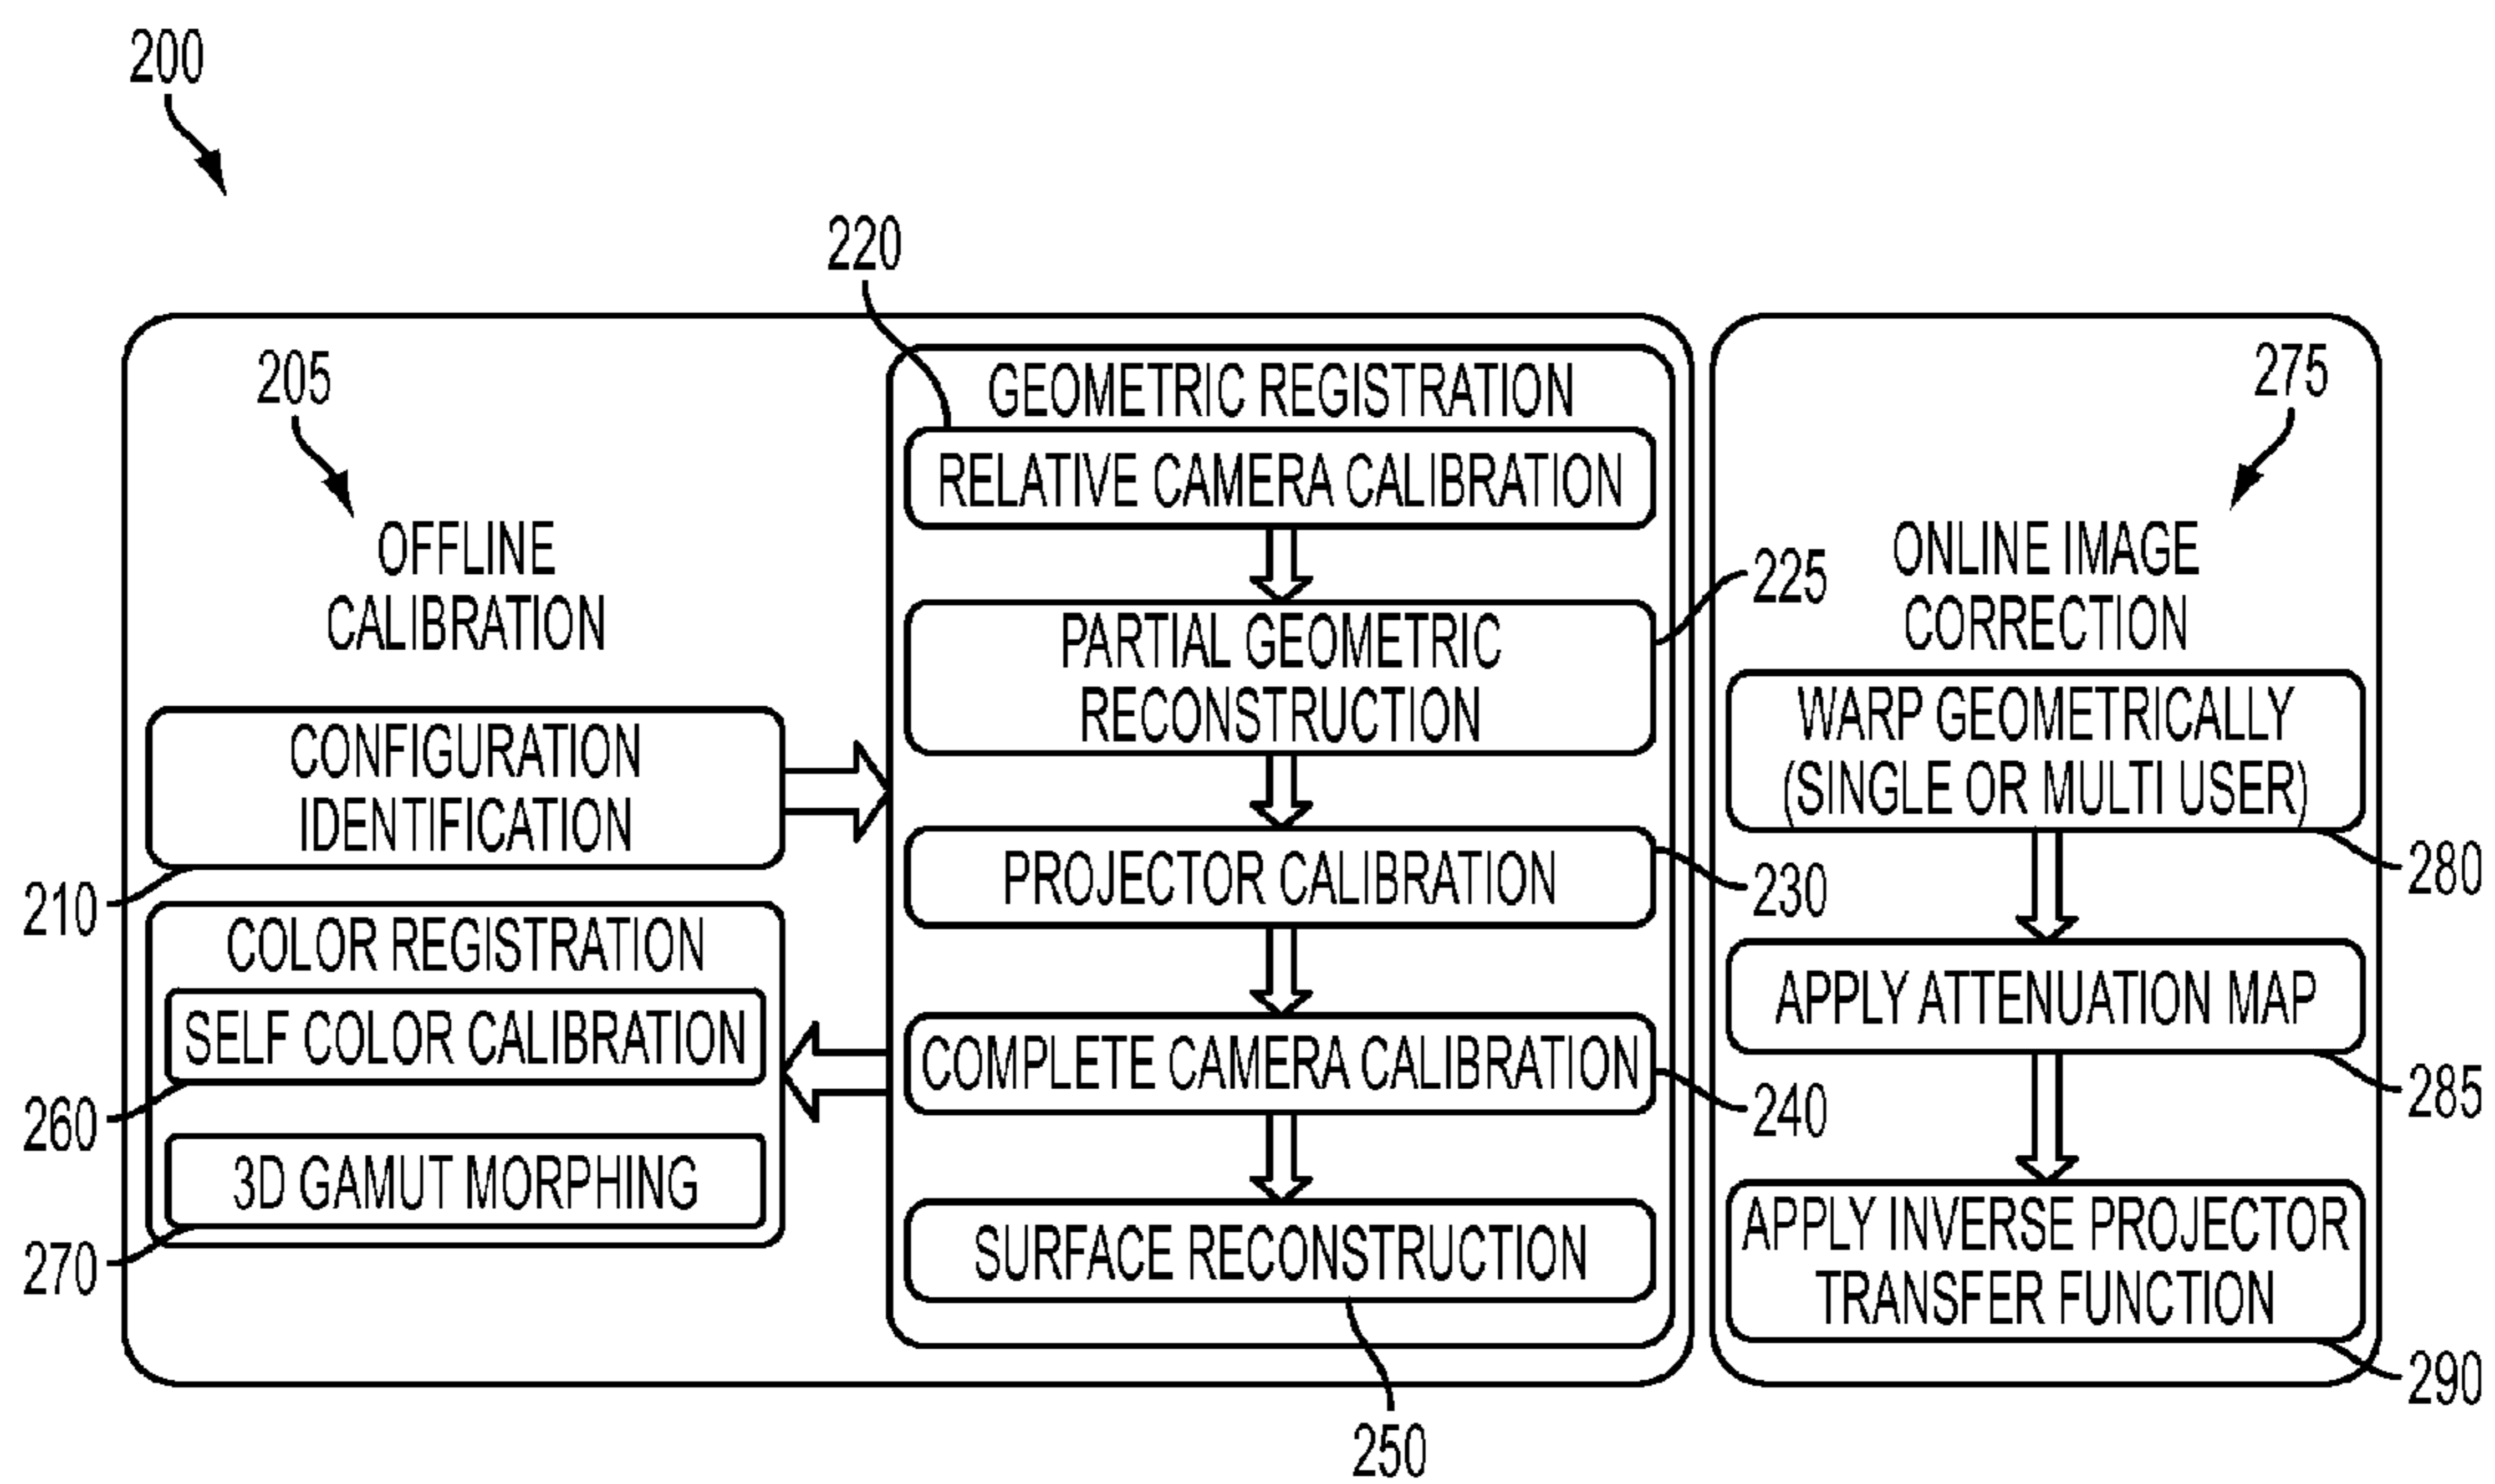 200
205
OFFLINE
CALIBRATION
CONFIGURATION
IDENTIFICATION
210
COLOR REGISTRATION
SELF COLOR CALIBRATION
260
3D GAMUT MORPHING
270
220
GEOMETRIC REGISTRATION
RELATIVE CAMERA CALIBRATION
PARTIAL GEOMETRIC
RECONSTRUCTION
225
PROJECTOR CALIBRATION
230
COMPLETE CAMERA CALIBRATION
240
SURFACE RECONSTRUCTION
250
275
ONLINE IMAGE
CORRECTION
WARP GEOMETRICALLY
(SINGLE OR MULTI USER)
280
APPLY ATTENUATION MAP
285
APPLY INVERSE PROJECTOR
TRANSFER FUNCTION
290